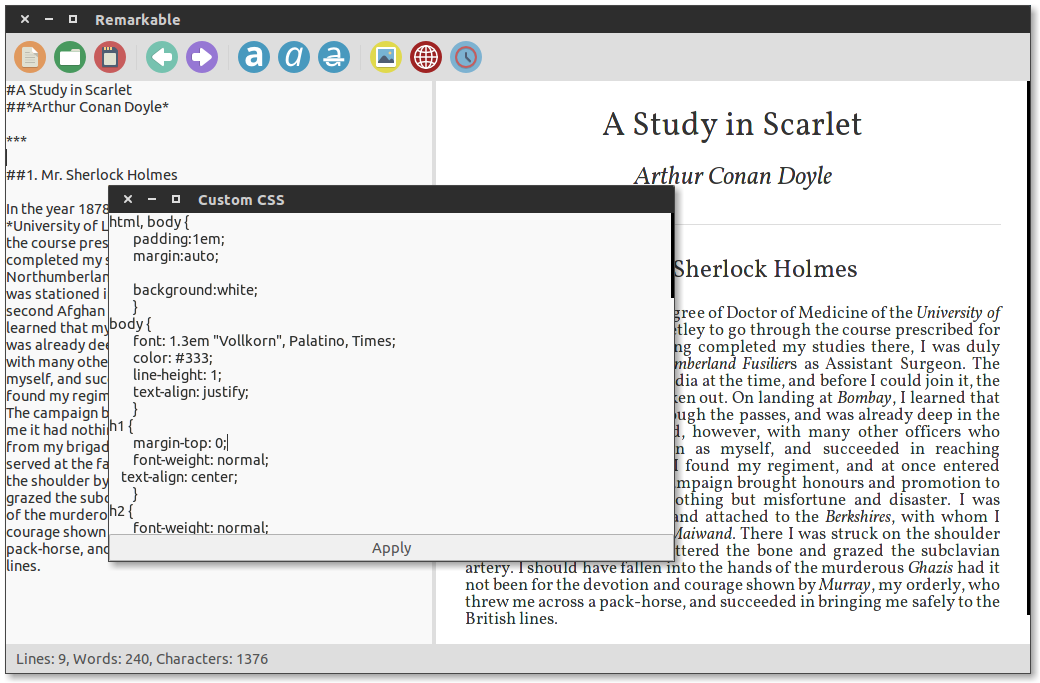 Remarkable
a a a
#A Study in Scarlet
##*Arthur Conan Doyle*
***
##1. Mr. Sherlock Holmes
In the year 1878
*University of L
the course pres
completed my s
Northumberlan
was stationed i
second Afghan
learned that my
was already dee
with many othe
myself, and suc
found my regim
The campaign b
me it had nothi
from my brigad
served at the fa
the shoulder by
grazed the subc
of the murdero
courage shown
pack-horse, and
lines.
Custom CSS
html, body {
padding:1em;
margin:auto;
background:white;
}
body {
font: 1.3em "Vollkorn", Palatino, Times;
color: #333;
line-height: 1;
text-align: justify;
}
h1 {
margin-top: 0;
font-weight: normal;
text-align: center;
}
h2 {
font-weight: normal;
Apply
A Study in Scarlet
Arthur Conan Doyle
Sherlock Holmes
gree of Doctor of Medicine of the University of
etley to go through the course prescribed for
ng completed my studies there, I was duly
mberland Fusiliers as Assistant Surgeon. The
dia at the time, and before I could join it, the
ken out. On landing at Bombay, I learned that
ough the passes, and was already deep in the
d, however, with many other officers who
n as myself, and succeeded in reaching
I found my regiment, and at once entered
mpaign brought honours and promotion to
othing but misfortune and disaster. I was
and attached to the Berkshires, with whom I
Maiwand. There I was struck on the shoulder
ttered the bone and grazed the subclavian
artery. I should have fallen into the hands of the murderous Ghazis had it
not been for the devotion and courage shown by Murray, my orderly, who
threw me across a pack-horse, and succeeded in bringing me safely to the
British lines.
Lines: 9, Words: 240, Characters: 1376